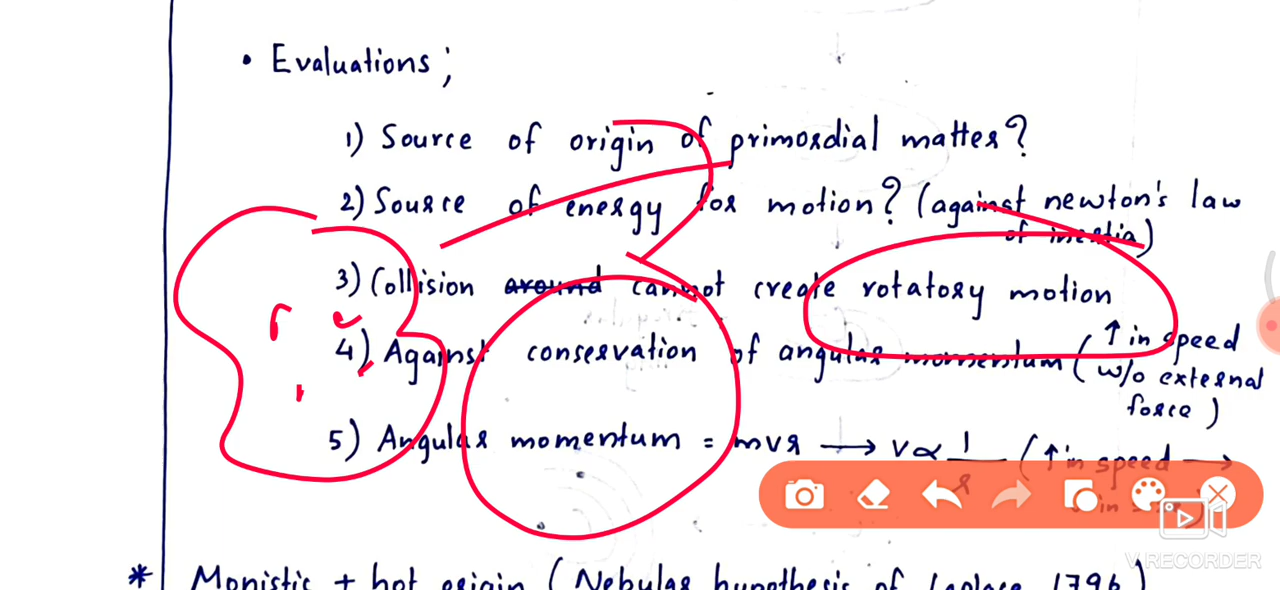 • Evaluations;
1) Source of origin of primordial matter?
2) Source of energy for motion? (against newton's law
of inertia)
3) Collision around cannot create rotatory motion
4) Against conservation of angular momentum (↑ in speed
w/o external
force)
5) Angular momentum = mvr → v∝ 1 (↑ in speed →
r
in
* Monistic + hot origin (Nebular hypothesis of Laplace 1796)
VRECORDER